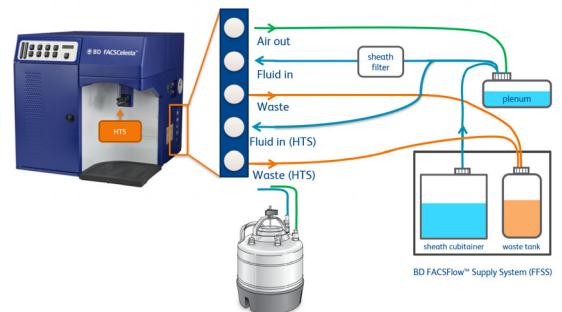 BD FACSCelesta™
HTS
Air out
Fluid in
Waste
Fluid in (HTS)
Waste (HTS)
sheath
filter
plenum
sheath cubitainer
waste tank
BD FACSFlow™ Supply System (FFSS)